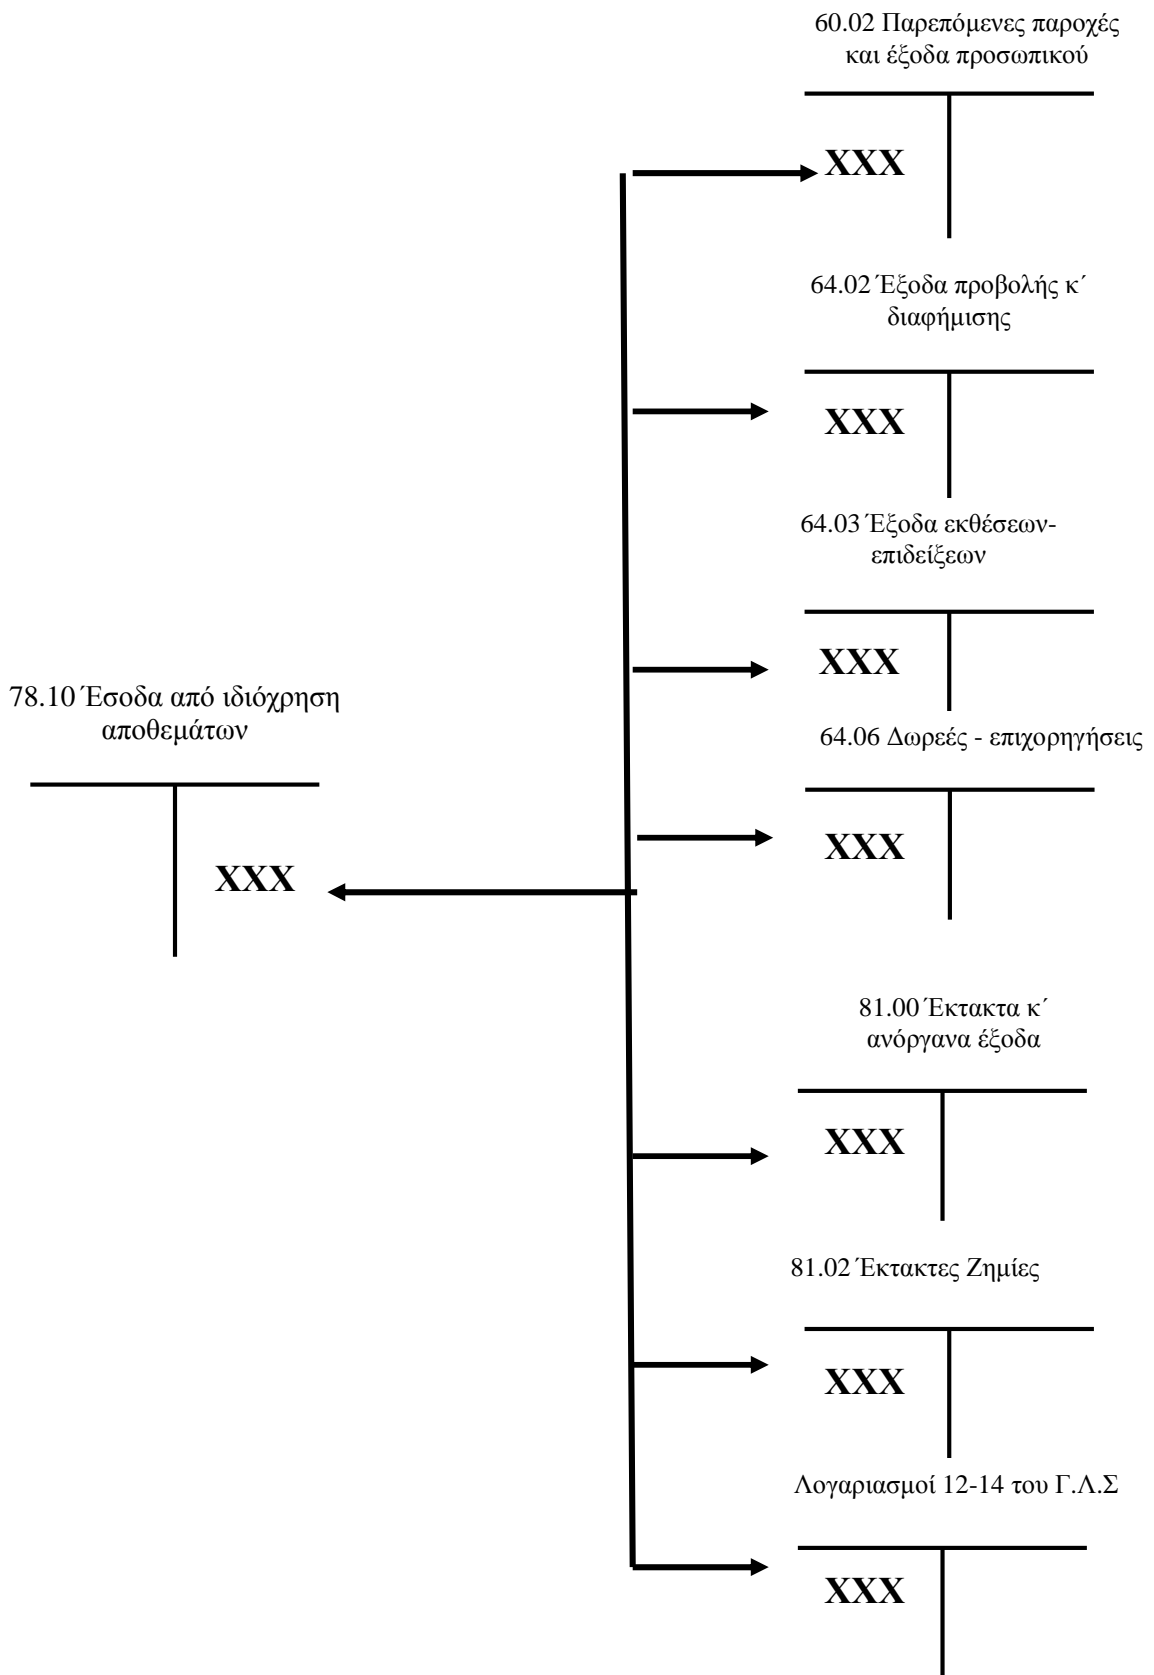 60.02 Παρεπόμενες παροχές
και έξοδα προσωπικού
XXX
64.02 Έξοδα προβολής κ΄
διαφήμισης
XXX
64.03 Έξοδα εκθέσεων-
επιδείξεων
XXX
78.10 Έσοδα από ιδιόχρηση
αποθεμάτων
XXX
64.06 Δωρεές - επιχορηγήσεις
XXX
81.00 Έκτακτα κ΄
ανόργανα έξοδα
XXX
81.02 Έκτακτες Ζημίες
XXX
Λογαριασμοί 12-14 του Γ.Λ.Σ
XXX